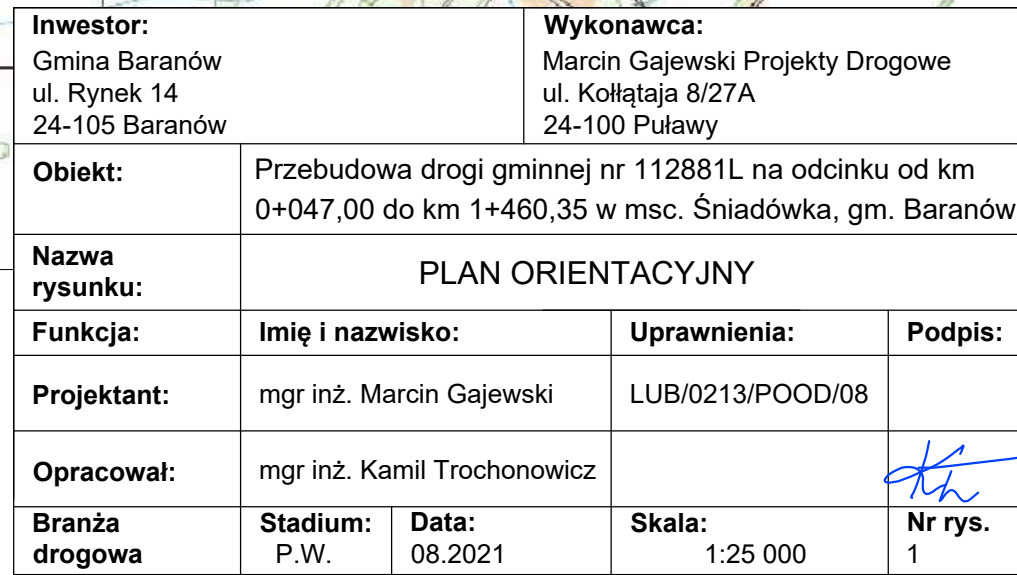 Inwestor:
Gmina Baranów
ul. Rynek 14
24-105 Baranów
Wykonawca:
Marcin Gajewski Projekty Drogowe
ul. Kołłątaja 8/27A
24-100 Puławy
Obiekt:
Przebudowa drogi gminnej nr 112881L na odcinku od km
0+047,00 do km 1+460,35 w msc. Śniadówka, gm. Baranów
Nazwa
rysunku:
PLAN ORIENTACYJNY
Funkcja: Imię i nazwisko: Uprawnienia: Podpis:
Projektant: mgr inż. Marcin Gajewski LUB/0213/POOD/08
Opracował: mgr inż. Kamil Trochonowicz
Branża
drogowa
Stadium:
P.W.
Data:
08.2021
Skala:
1:25 000
Nr rys.
1